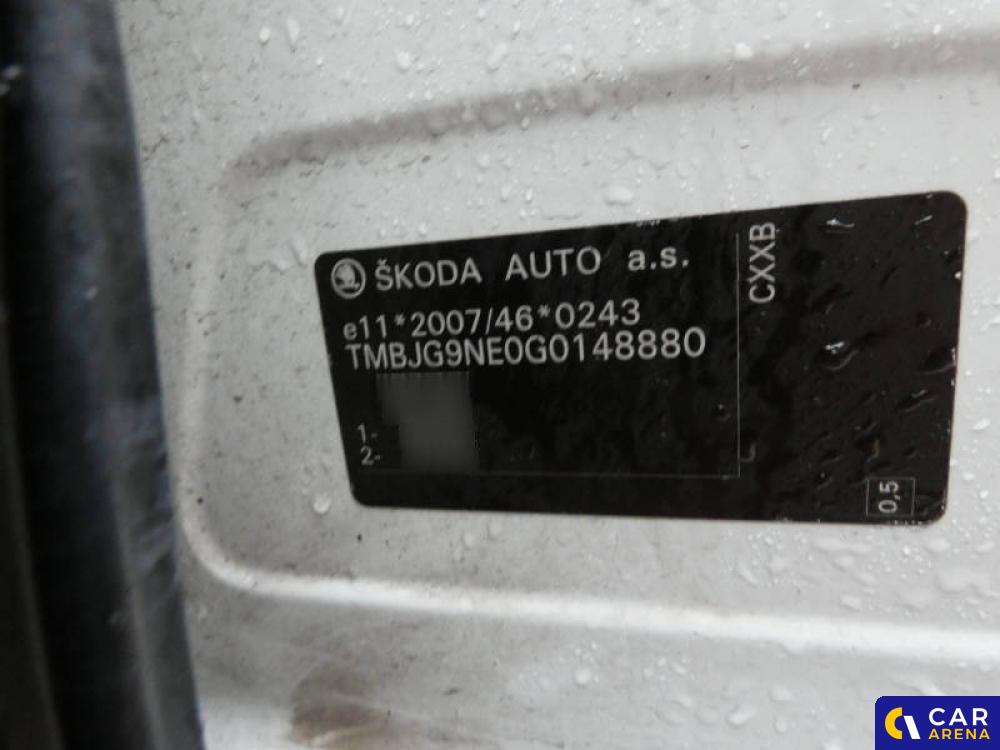 ŠKODA AUTO a.s.
e11*2007/46*0243
TMBJG9NE0G0148880
1-
2-
CXXB
0,5
CAR
ARENA